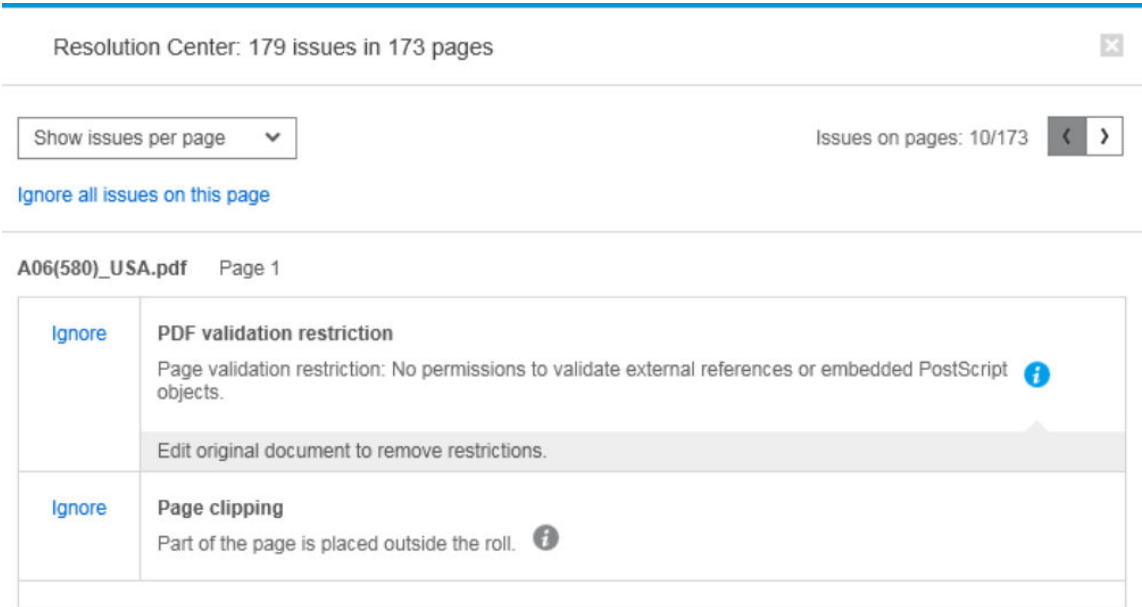 Resolution Center: 179 issues in 173 pages
Show issues per page
Issues on pages: 10/173
Ignore all issues on this page
A06(580)_USA.pdf Page 1
Ignore
PDF validation restriction
Page validation restriction: No permissions to validate external references or embedded PostScript
objects.
Edit original document to remove restrictions.
Ignore
Page clipping
Part of the page is placed outside the roll.